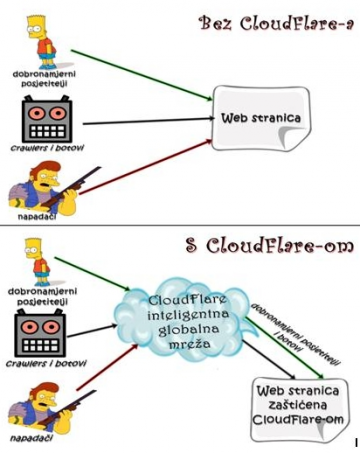 Bez CloudFlare-a
dobronamjerni
posjetitelji
Web stranica
crawlers i botovi
napadači
S CloudFlare-om
dobronamjerni
posjetitelji
CloudFlare
inteligentna
globalna
mreža
dobronamjerni posjetitelji
i botovi
crawlers i botovi
Web stranica
zaštićena
CloudFlare-om
napadači